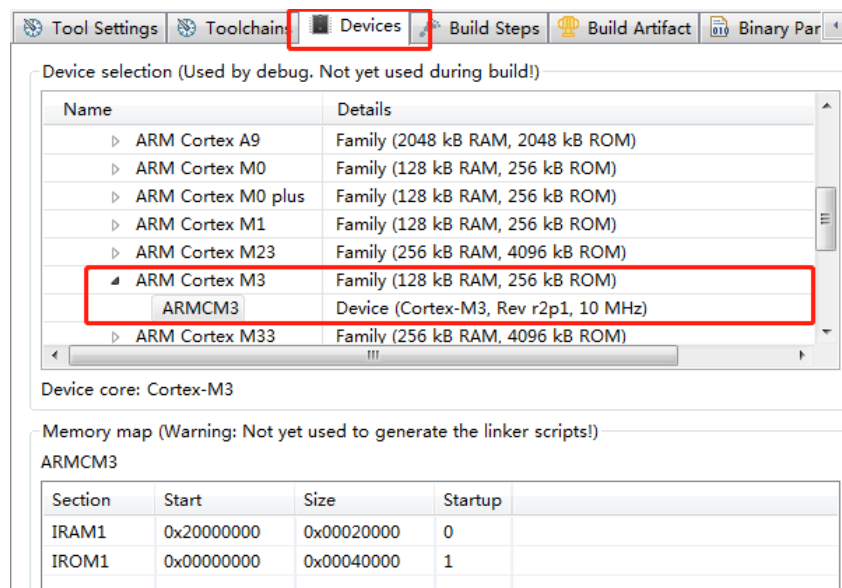 Tool Settings Toolchains Devices Build Steps Build Artifact Binary Par
Device selection (Used by debug. Not yet used during build!)
Name Details
ARM Cortex A9 Family (2048 kB RAM, 2048 kB ROM)
ARM Cortex M0 Family (128 kB RAM, 256 kB ROM)
ARM Cortex M0 plus Family (128 kB RAM, 256 kB ROM)
ARM Cortex M1 Family (128 kB RAM, 256 kB ROM)
ARM Cortex M23 Family (256 kB RAM, 4096 kB ROM)
ARM Cortex M3 Family (128 kB RAM, 256 kB ROM)
ARMCM3 Device (Cortex-M3, Rev r2p1, 10 MHz)
ARM Cortex M33 Family (256 kB RAM, 4096 kB ROM)
Device core: Cortex-M3
Memory map (Warning: Not yet used to generate the linker scripts!)
ARMCM3
Section Start Size Startup
IRAM1 0x20000000 0x00020000 0
IROM1 0x00000000 0x00040000 1